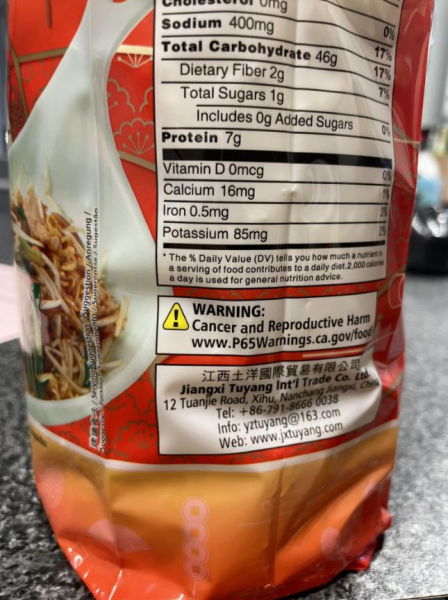 Cholesterol 0mg
Sodium 400mg 0%
Total Carbohydrate 46g 17%
Dietary Fiber 2g 17%
Total Sugars 1g 7%
Includes 0g Added Sugars
Protein 7g 0%
Vitamin D 0mcg 0%
Calcium 16mg 1%
Iron 0.5mg
Potassium 85mg 2%
* The % Daily Value (DV) tells you how much a nutrient in
a serving of food contributes to a daily diet.2,000 calories
a day is used for general nutrition advice.
WARNING:
Cancer and Reproductive Harm
www.P65Warnings.ca.gov/food
江西土洋國際貿易有限公司
Jiangxi Tuyang Int'l Trade Co. Ltd.
12 Tuanjie Road, Xihu, Nanchang Jiangxi, China
Tel: +86-791-8666 0038
Info: yztuyang@163.com
Web: www.jxtuyang.com